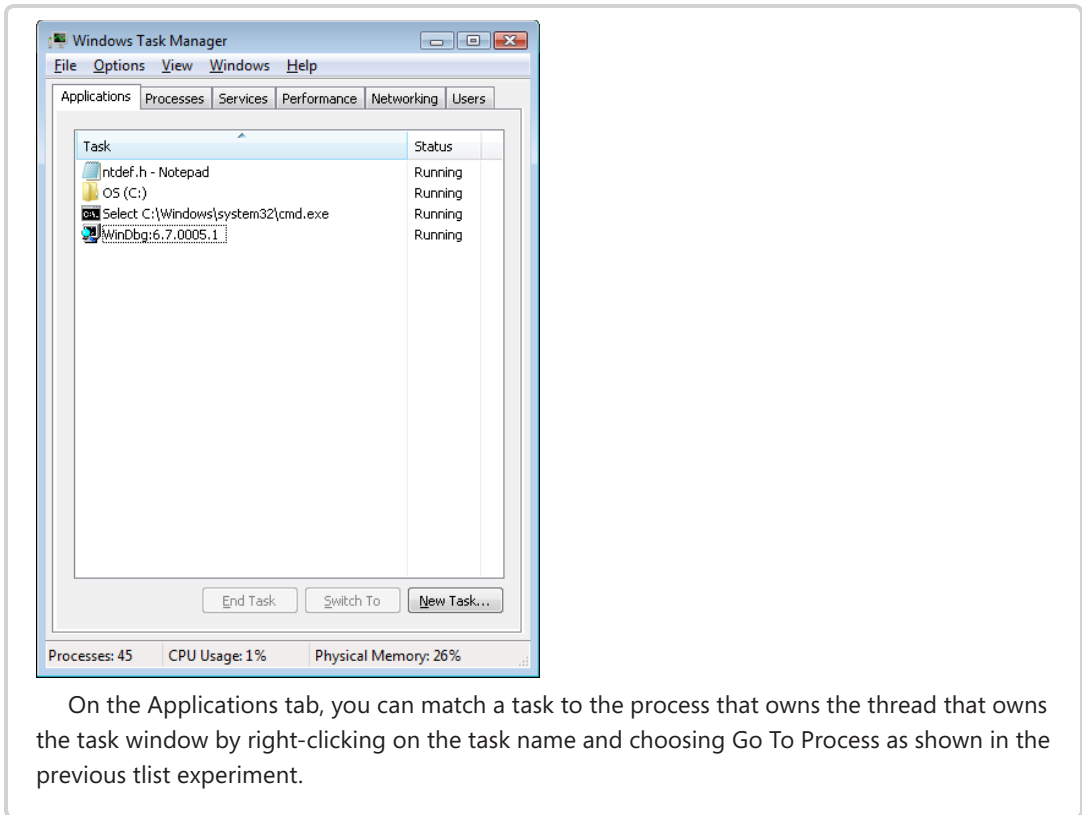 Windows Task Manager
File Options View Windows Help
Applications Processes Services Performance Networking Users
Task Status
ntdef.h - Notepad Running
OS (C:) Running
Select C:\Windows\system32\cmd.exe Running
WinDbg:6.7.0005.1 Running
End Task Switch To New Task...
Processes: 45 CPU Usage: 1% Physical Memory: 26%
On the Applications tab, you can match a task to the process that owns the thread that owns
the task window by right-clicking on the task name and choosing Go To Process as shown in the
previous tlist experiment.